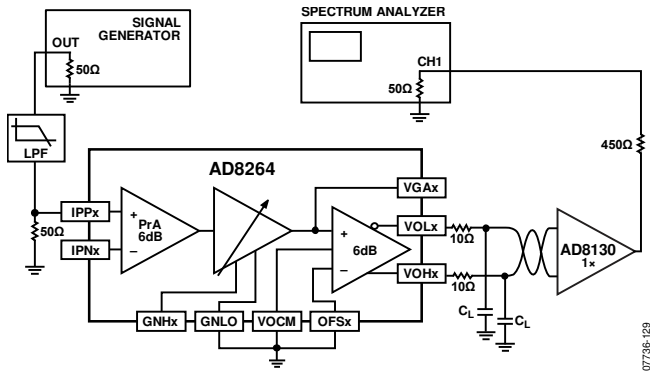 SPECTRUM ANALYZER
SIGNAL
GENERATOR
OUT
50Ω
CH1
50Ω
LPF
450Ω
AD8264
50Ω
IPPx
IPNx
+
–
PrA
6dB
+
–
6dB
VGAx
VOLx
VOHx
10Ω
10Ω
AD8130
1×
CL
CL
GNHx
GNLO
VOCM
OFSx
07736-129